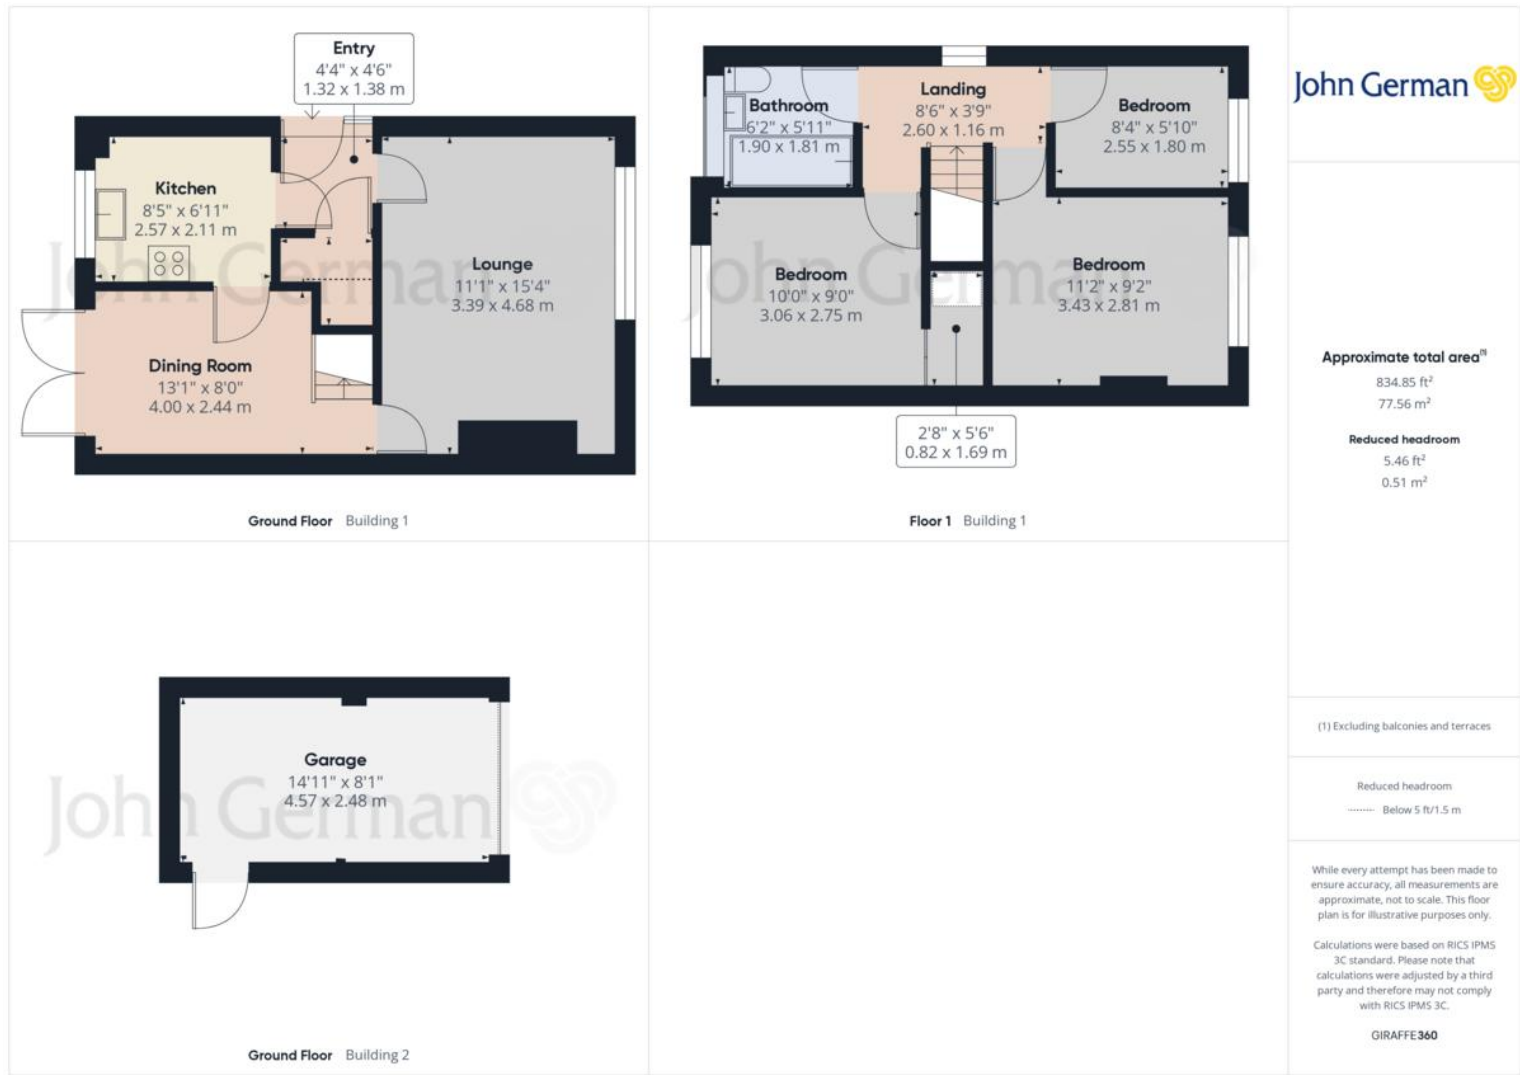 Entry
4'4" x 4'6"
1.32 x 1.38 m
Kitchen
8'5" x 6'11"
2.57 x 2.11 m
Lounge
11'1" x 15'4"
3.39 x 4.68 m
Dining Room
13'1" x 8'0"
4.00 x 2.44 m
John German
Ground Floor Building 1
Bathroom
6'2" x 5'11"
1.90 x 1.81 m
Landing
8'6" x 3'9"
2.60 x 1.16 m
Bedroom
8'4" x 5'10"
2.55 x 1.80 m
Bedroom
10'0" x 9'0"
3.06 x 2.75 m
Bedroom
11'2" x 9'2"
3.43 x 2.81 m
2'8" x 5'6"
0.82 x 1.69 m
John German
Floor 1 Building 1
Garage
14'11" x 8'1"
4.57 x 2.48 m
John German
Ground Floor Building 2
John German
Approximate total area(1)
834.85 ft²
77.56 m²
Reduced headroom
5.46 ft²
0.51 m²
(1) Excluding balconies and terraces
Reduced headroom
Below 5 ft/1.5 m
While every attempt has been made to
ensure accuracy, all measurements are
approximate, not to scale. This floor
plan is for illustrative purposes only.
Calculations were based on RICS IPMS
3C standard. Please note that
calculations were adjusted by a third
party and therefore may not comply
with RICS IPMS 3C.
GIRAFFE360